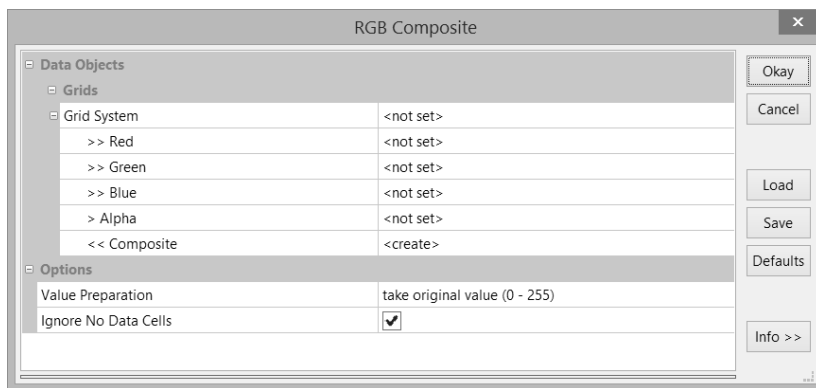 RGB Composite
Data Objects
Grids
Grid System <not set>
>> Red <not set>
>> Green <not set>
>> Blue <not set>
> Alpha <not set>
<< Composite <create>
Options
Value Preparation take original value (0 - 255)
Ignore No Data Cells
Okay
Cancel
Load
Save
Defaults
Info >>